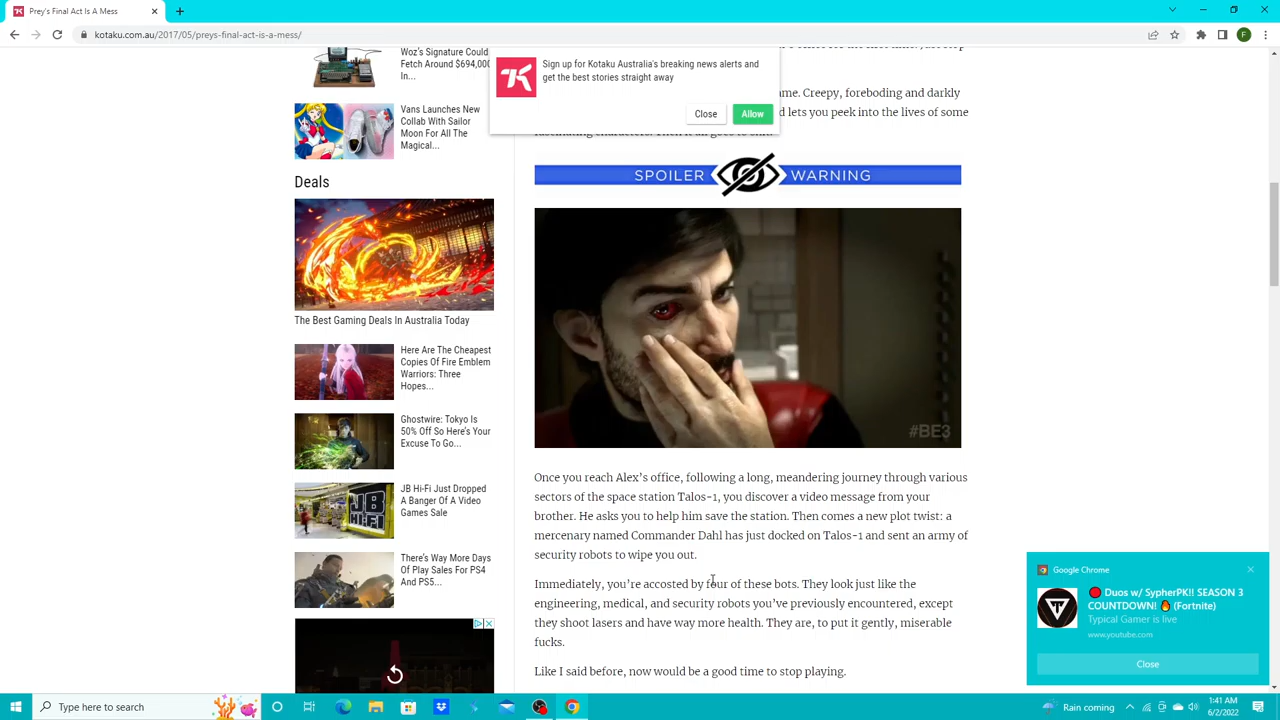 Prey's Final Act Is A Mess
kotaku.com.au/2017/05/preys-final-act-is-a-mess/
F
Woz's Signature Could
Fetch Around $694,000
In...
Vans Launches New
Collab With Sailor
Moon For All The
Magical...
Deals
The Best Gaming Deals In Australia Today
Here Are The Cheapest
Copies Of Fire Emblem
Warriors: Three
Hopes...
Ghostwire: Tokyo Is
50% Off So Here's Your
Excuse To Go...
JB Hi-Fi Just Dropped
A Banger Of A Video
Games Sale
JB
HI-FI
There's Way More Days
Of Play Sales For PS4
And PS5...
Sign up for Kotaku Australia's breaking news alerts and
get the best stories straight away
Close
Allow
ame. Creepy, foreboding and darkly
d lets you peek into the lives of some
SPOILER WARNING
#BE3
Once you reach Alex's office, following a long, meandering journey through various
sectors of the space station Talos-1, you discover a video message from your
brother. He asks you to help him save the station. Then comes a new plot twist: a
mercenary named Commander Dahl has just docked on Talos-1 and sent an army of
security robots to wipe you out.
Immediately, you're accosted by four of these bots. They look just like the
engineering, medical, and security robots you've previously encountered, except
they shoot lasers and have way more health. They are, to put it gently, miserable
fucks.
Like I said before, now would be a good time to stop playing.
Google Chrome
🔴 Duos w/ SypherPK!! SEASON 3
COUNTDOWN! 🔥 (Fortnite)
Typical Gamer is live
www.youtube.com
Close
Type here to search
Rain coming
1:41 AM
6/2/2022